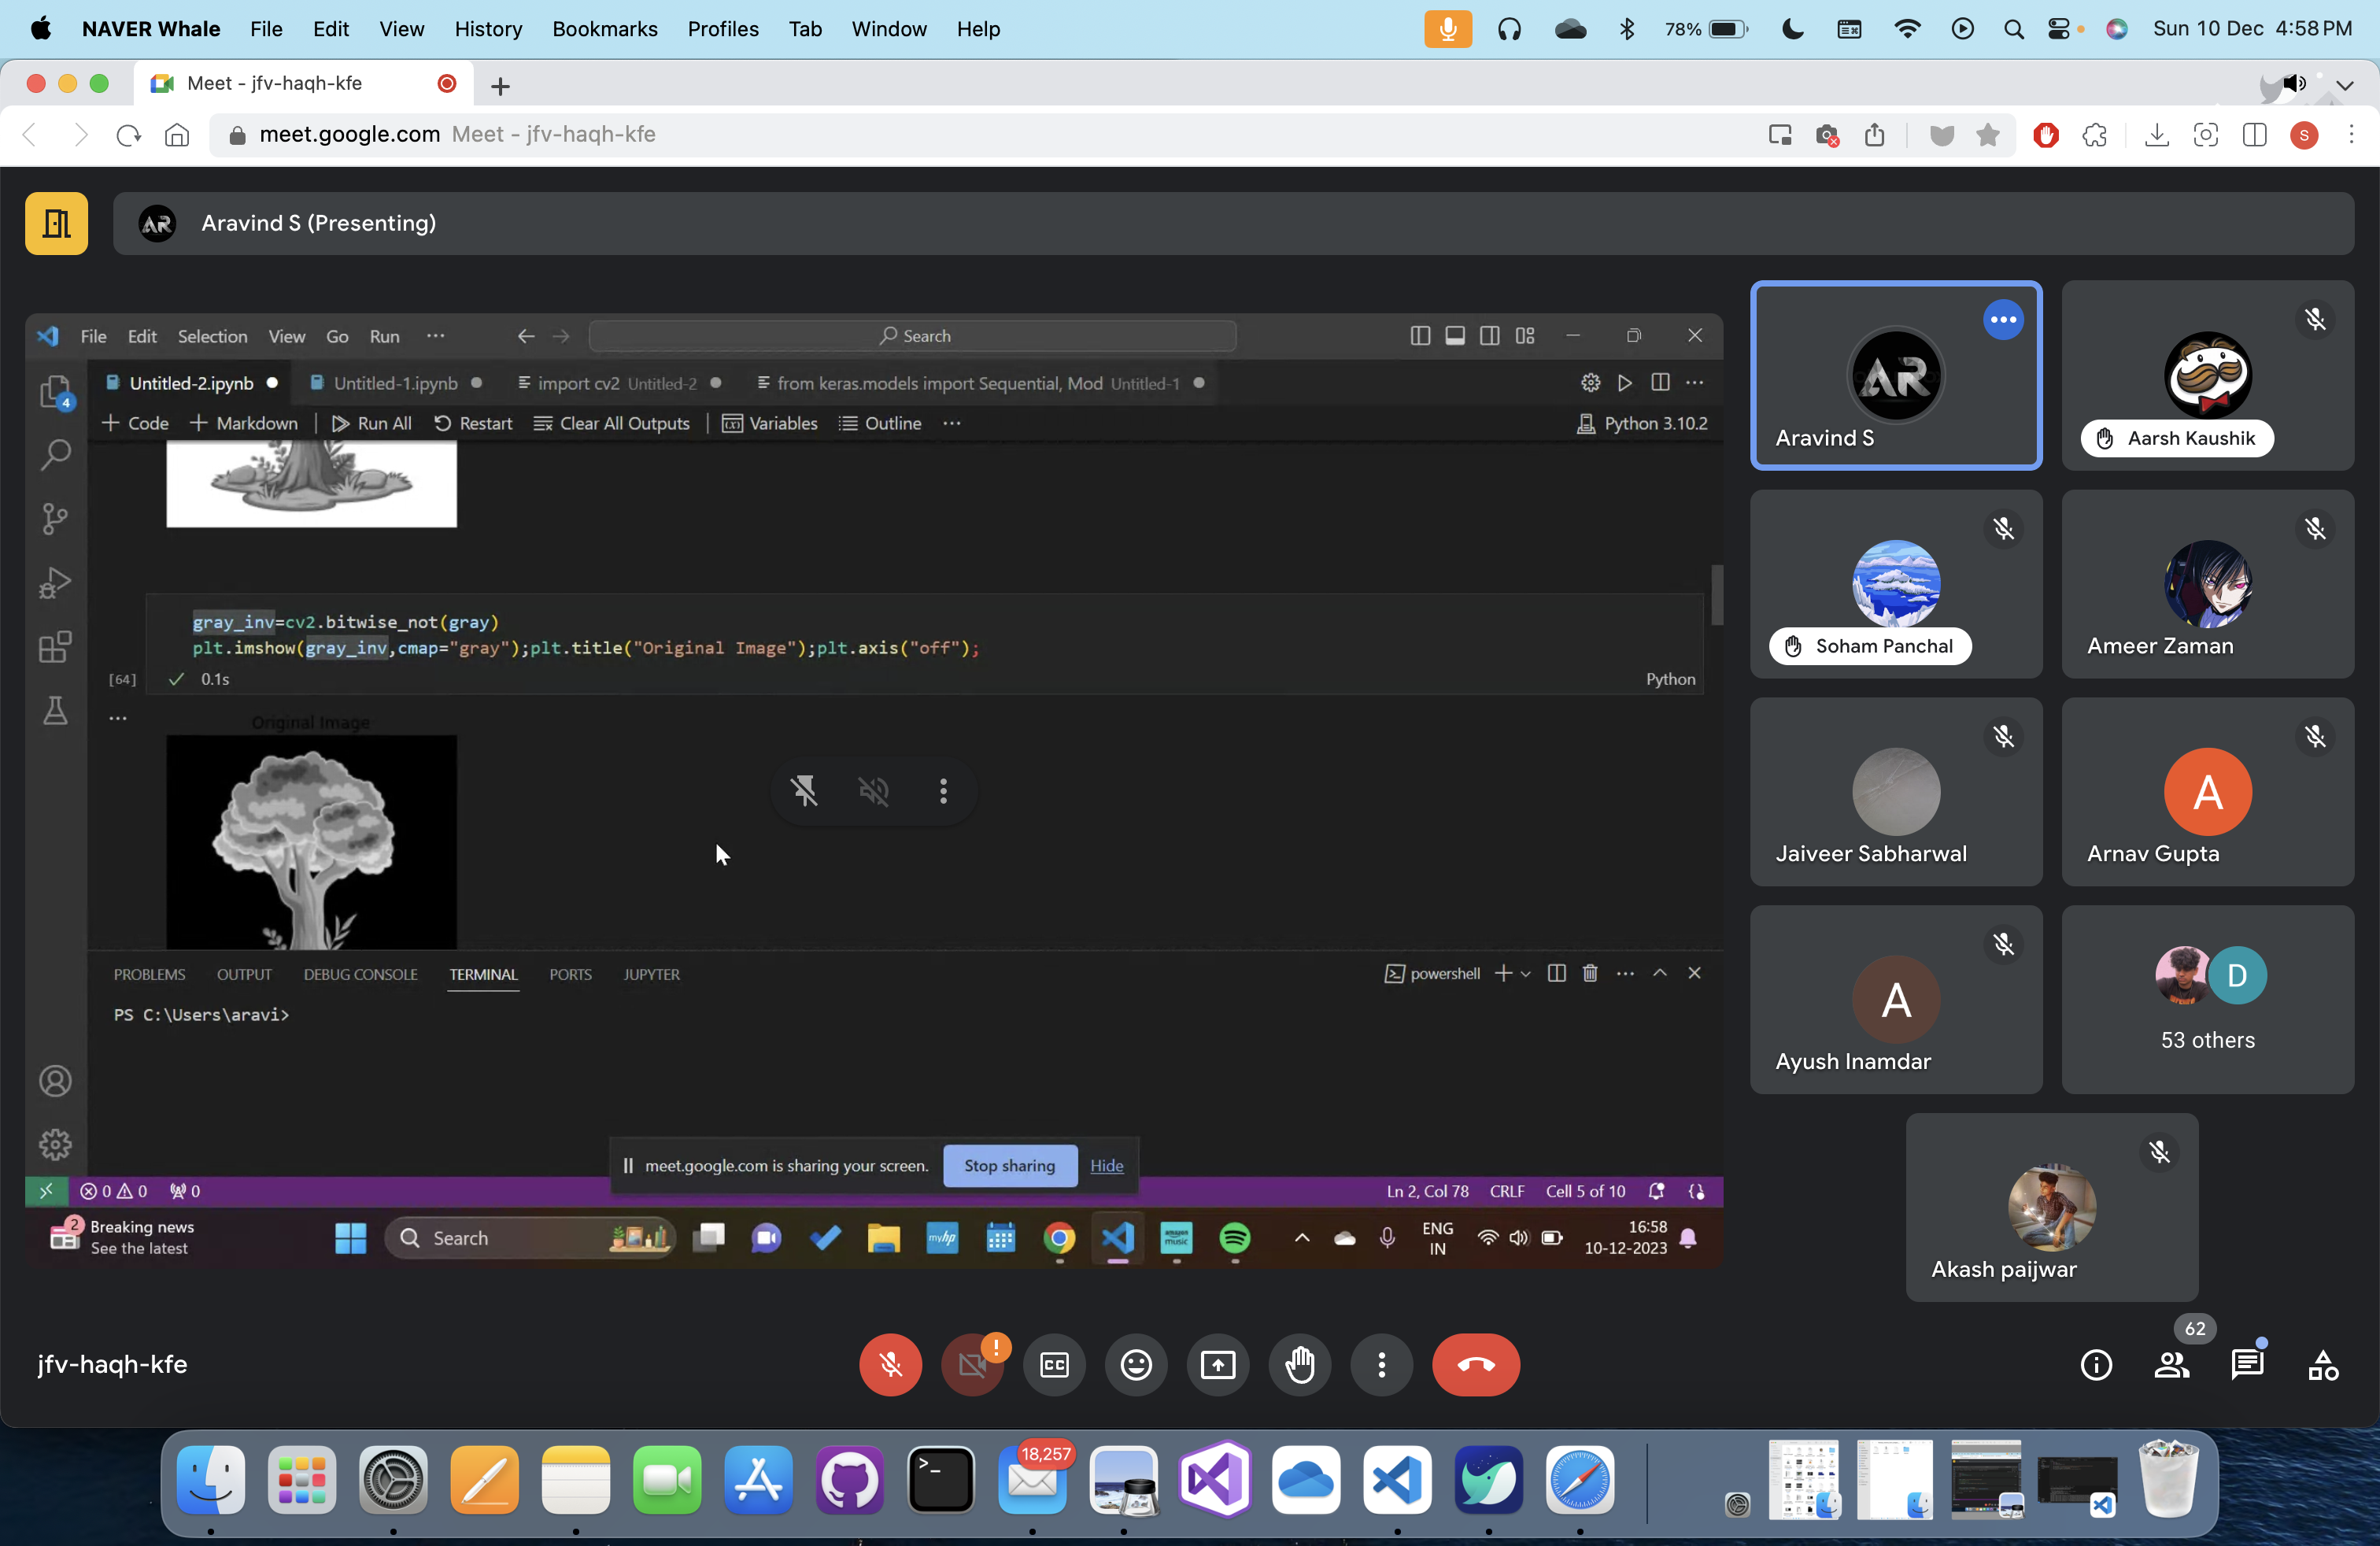 NAVER Whale File Edit View History Bookmarks Profiles Tab Window Help 78% Sun 10 Dec 4:58 PM
Meet - jfv-haqh-kfe
meet.google.com Meet - jfv-haqh-kfe S
AR Aravind S (Presenting)
File Edit Selection View Go Run ... Search
Untitled-2.ipynb Untitled-1.ipynb import cv2 Untitled-2 from keras.models import Sequential, Mod Untitled-1
4
+ Code + Markdown Run All Restart Clear All Outputs Variables Outline ... Python 3.10.2
gray_inv=cv2.bitwise_not(gray)
plt.imshow(gray_inv,cmap="gray");plt.title("Original Image");plt.axis("off");
[64] 0.1s Python
Original Image
PROBLEMS OUTPUT DEBUG CONSOLE TERMINAL PORTS JUPYTER powershell
PS C:\Users\aravi>
meet.google.com is sharing your screen. Stop sharing Hide
0 0 0 Ln 2, Col 78 CRLF Cell 5 of 10
2 Breaking news
See the latest
Search
myhp
amazon music
ENG
IN
16:58
10-12-2023
AR
Aravind S
Aarsh Kaushik
Soham Panchal
Ameer Zaman
Jaiveer Sabharwal
A
Arnav Gupta
A
Ayush Inamdar
D
53 others
Akash paijwar
jfv-haqh-kfe
!
CC
62
>_
18,257